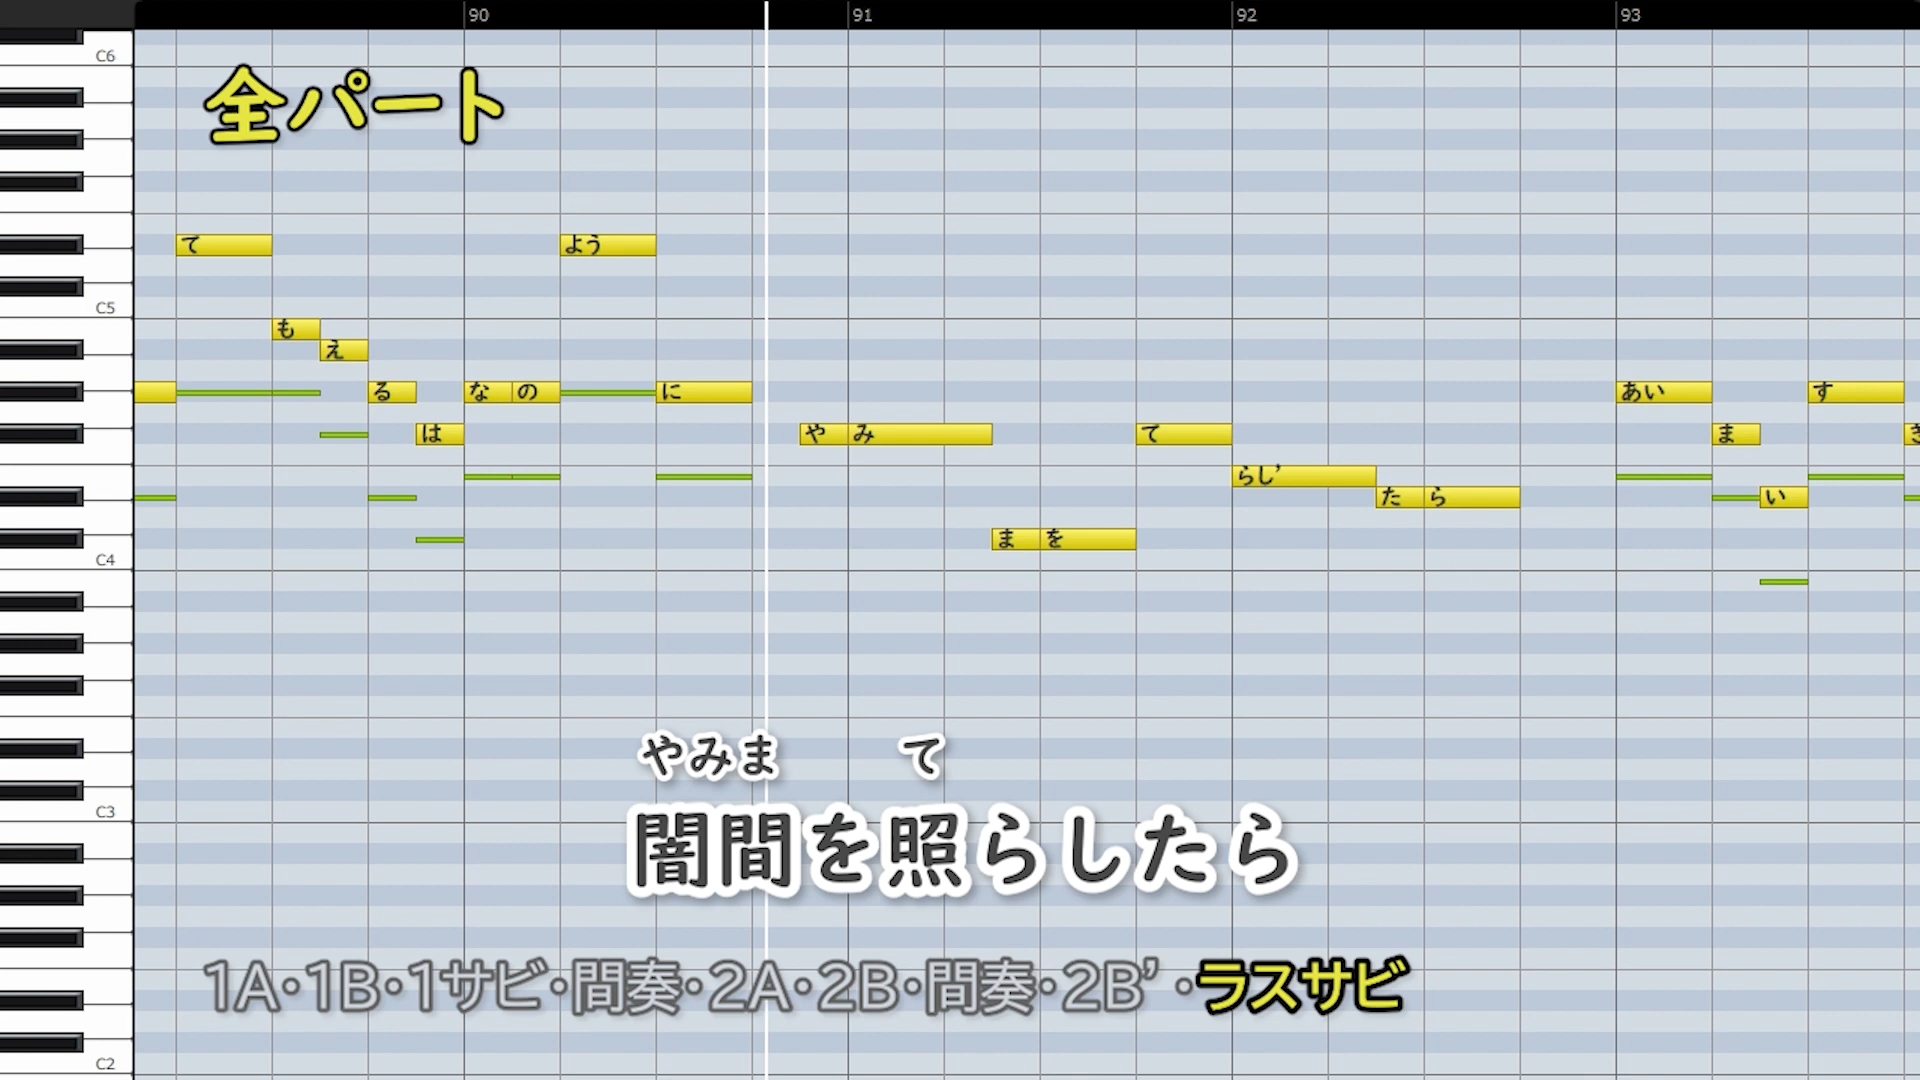 90 91 92 93
C6
全パート
て よう
C5
も
え
る な の に あい す
は や み て ま き
らし’
た ら い
ま を
C4
やみま て
C3
闇間を照らしたら
1A・1B・1サビ・間奏・2A・2B・間奏・2B’・ラスサビ
C2